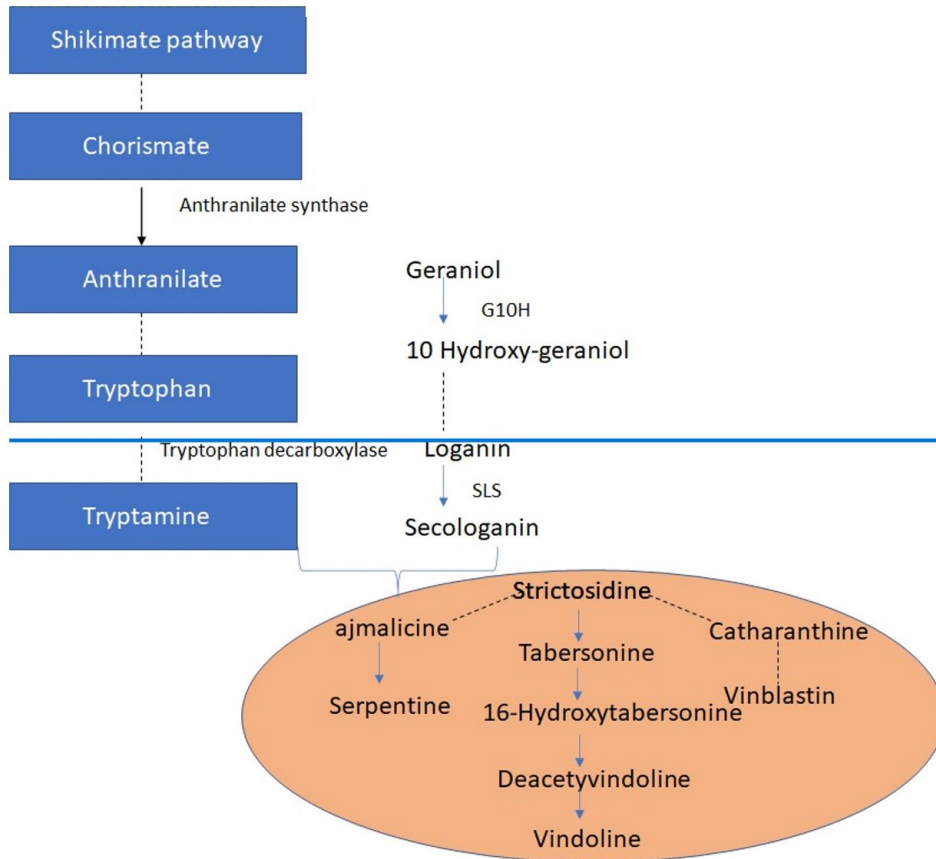 Shikimate pathway
Chorismate
Anthranilate synthase
Anthranilate
Geraniol
G10H
10 Hydroxy-geraniol
Tryptophan
Tryptophan decarboxylase
Loganin
SLS
Tryptamine
Secologanin
Strictosidine
ajmalicine
Catharanthine
Tabersonine
Serpentine
Vinblastin
16-Hydroxytabersonine
Deacetyvindoline
Vindoline